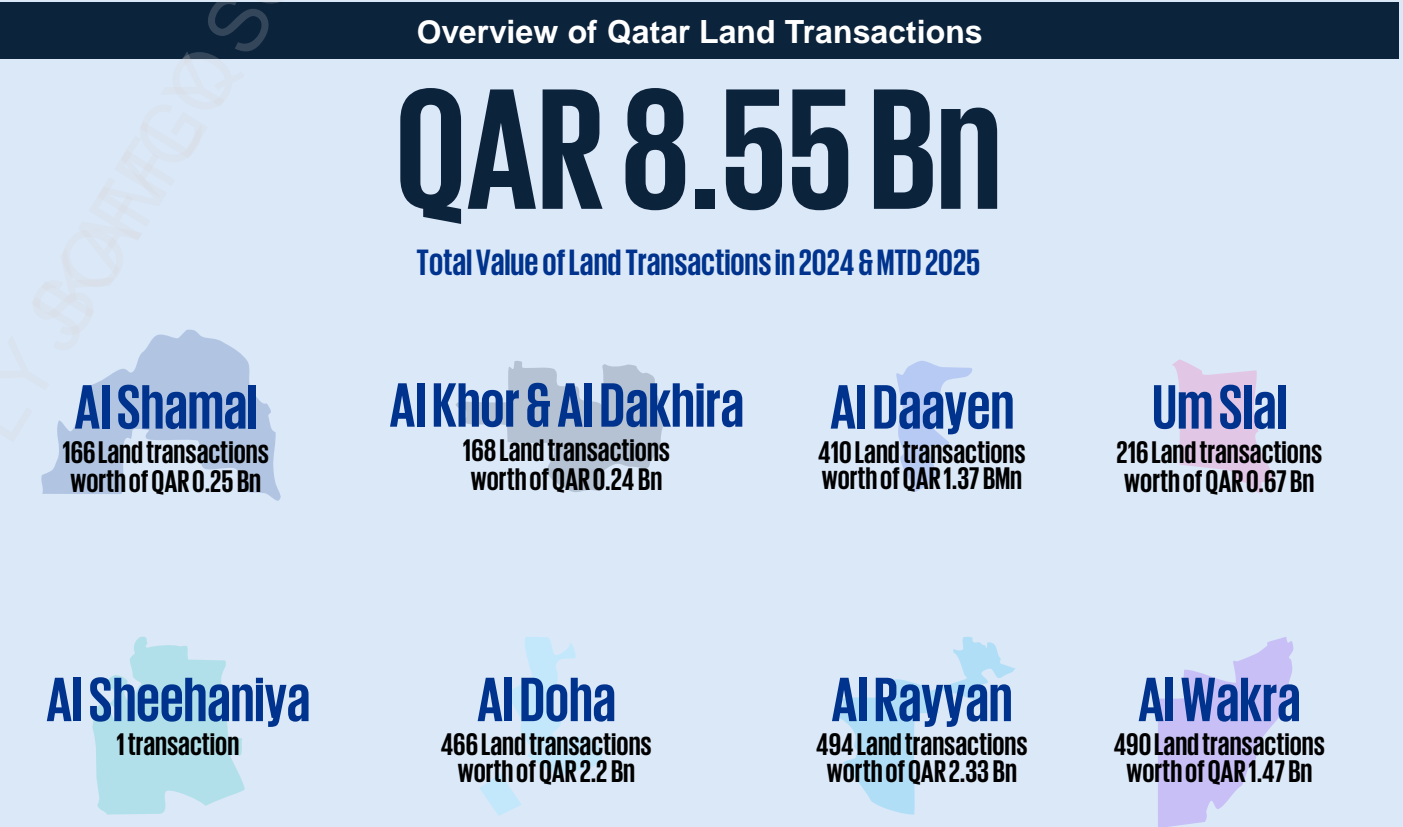 Overview of Qatar Land Transactions
QAR 8.55 Bn
Total Value of Land Transactions in 2024 & MTD 2025
Al Shamal
166 Land transactions
worth of QAR 0.25 Bn
Al Khor & Al Dakhira
168 Land transactions
worth of QAR 0.24 Bn
Al Daayen
410 Land transactions
worth of QAR 1.37 BMn
Um Slal
216 Land transactions
worth of QAR 0.67 Bn
Al Sheehaniya
1 transaction
Al Doha
466 Land transactions
worth of QAR 2.2 Bn
Al Rayyan
494 Land transactions
worth of QAR 2.33 Bn
Al Wakra
490 Land transactions
worth of QAR 1.47 Bn